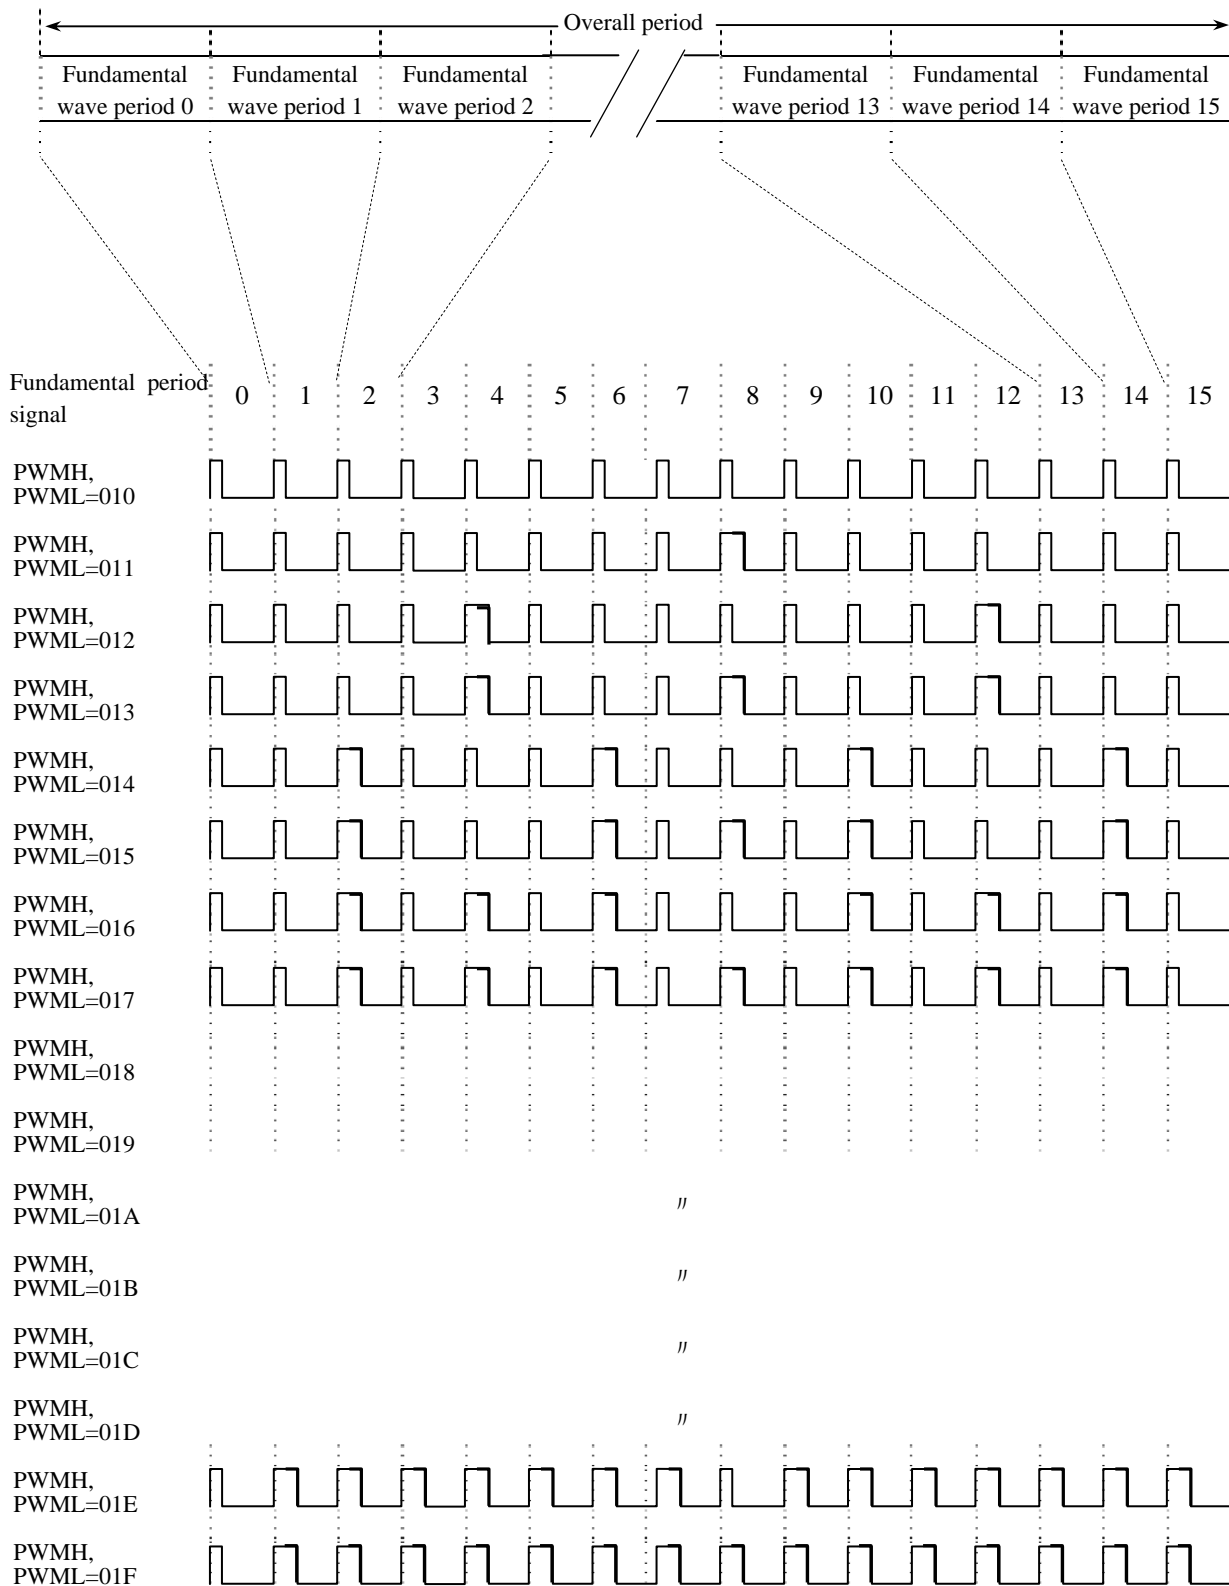 Overall period
Fundamental wave period 0
Fundamental wave period 1
Fundamental wave period 2
Fundamental wave period 13
Fundamental wave period 14
Fundamental wave period 15
Fundamental period
signal
0 1 2 3 4 5 6 7 8 9 10 11 12 13 14 15
PWMH,
PWML=010
PWMH,
PWML=011
PWMH,
PWML=012
PWMH,
PWML=013
PWMH,
PWML=014
PWMH,
PWML=015
PWMH,
PWML=016
PWMH,
PWML=017
PWMH,
PWML=018
PWMH,
PWML=019
PWMH,
PWML=01A
〃
PWMH,
PWML=01B
〃
PWMH,
PWML=01C
〃
PWMH,
PWML=01D
〃
PWMH,
PWML=01E
PWMH,
PWML=01F